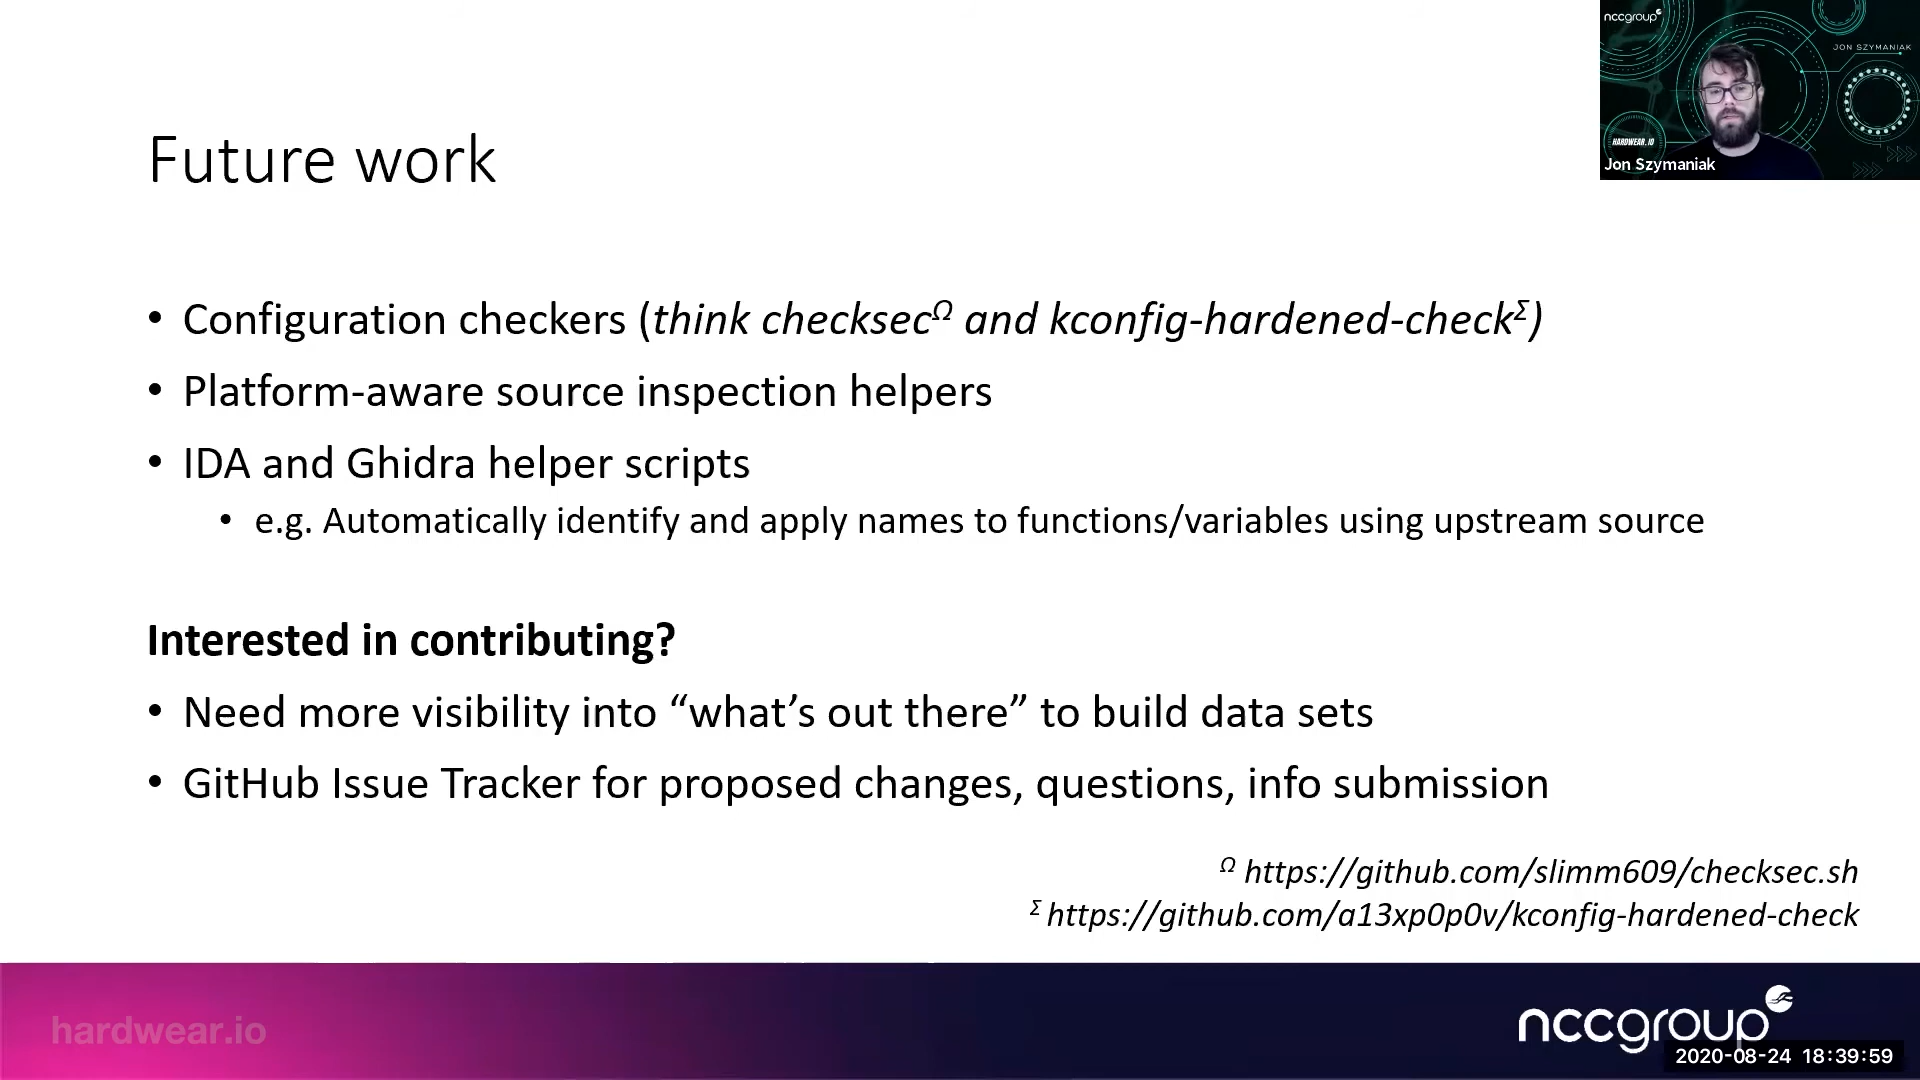 nccgroup
JON SZYMANIAK
HARDWEAR.IO
Jon Szymaniak
Future work
• Configuration checkers (think checksecΩ and kconfig-hardened-checkΣ)
• Platform-aware source inspection helpers
• IDA and Ghidra helper scripts
• e.g. Automatically identify and apply names to functions/variables using upstream source
Interested in contributing?
• Need more visibility into “what’s out there” to build data sets
• GitHub Issue Tracker for proposed changes, questions, info submission
Ω https://github.com/slimm609/checksec.sh
Σ https://github.com/a13xp0p0v/kconfig-hardened-check
hardwear.io
nccgroup
2020-08-24 18:39:59